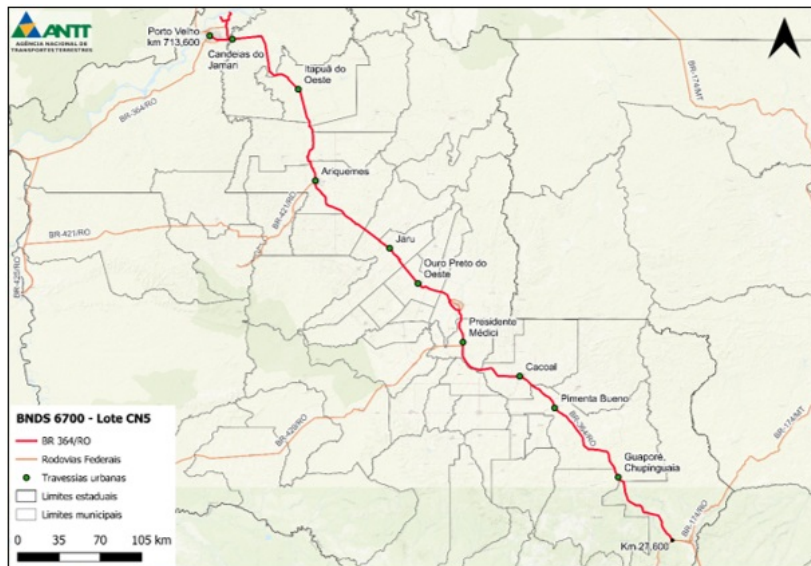 ANTT
AGÊNCIA NACIONAL DE
TRANSPORTES TERRESTRES
Porto Velho
km 713,600
Candeias do
Jamari
Itapuã do
Oeste
BR-364/RO
BR-174/MT
Ariquemes
BR-421/RO
BR-421/RO
BR-425/RO
Jaru
Ouro Preto do
Oeste
Presidente
Médici
Cacoal
Pimenta Bueno
BR-364/RO
BR-429/RO
BR-174/MT
Guaporé,
Chupinguaia
BR-174/RO
Km 27,600
BNDS 6700 - Lote CN5
BR 364/RO
Rodovias Federais
Travessias urbanas
Limites estaduais
Limites municipais
0 35 70 105 km